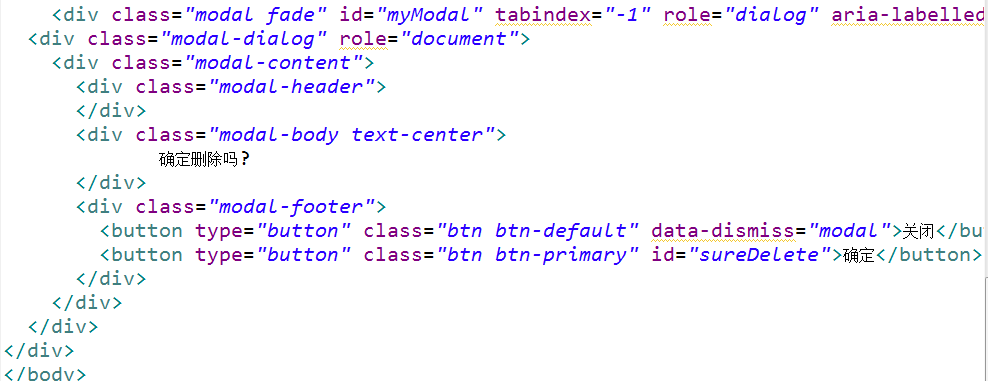 <div class="modal fade" id="myModal" tabindex="-1" role="dialog" aria-labelled
<div class="modal-dialog" role="document">
<div class="modal-content">
<div class="modal-header">
</div>
<div class="modal-body text-center">
确定删除吗?
</div>
<div class="modal-footer">
<button type="button" class="btn btn-default" data-dismiss="modal">关闭</bu
<button type="button" class="btn btn-primary" id="sureDelete">确定</button>
</div>
</div>
</div>
</div>
</body>